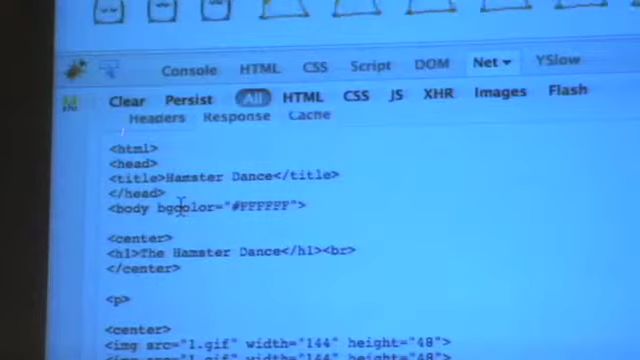 Console HTML CSS Script DOM Net YSlow
Clear Persist All HTML CSS JS XHR Images Flash
Headers Response Cache
<html>
<head>
<title>Hamster Dance</title>
</head>
<body bgcolor="#FFFFFF">
<center>
<h1>The Hamster Dance</h1><br>
</center>
<p>
<center>
<img src="1.gif" width="144" height="48">